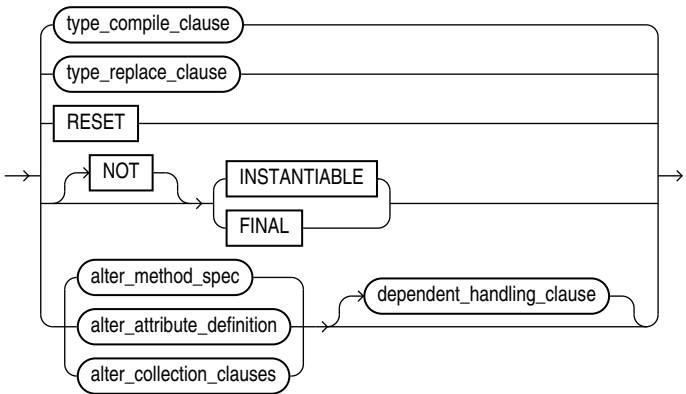 type_compile_clause
type_replace_clause
RESET
NOT
INSTANTIABLE
FINAL
alter_method_spec
dependent_handling_clause
alter_attribute_definition
alter_collection_clauses